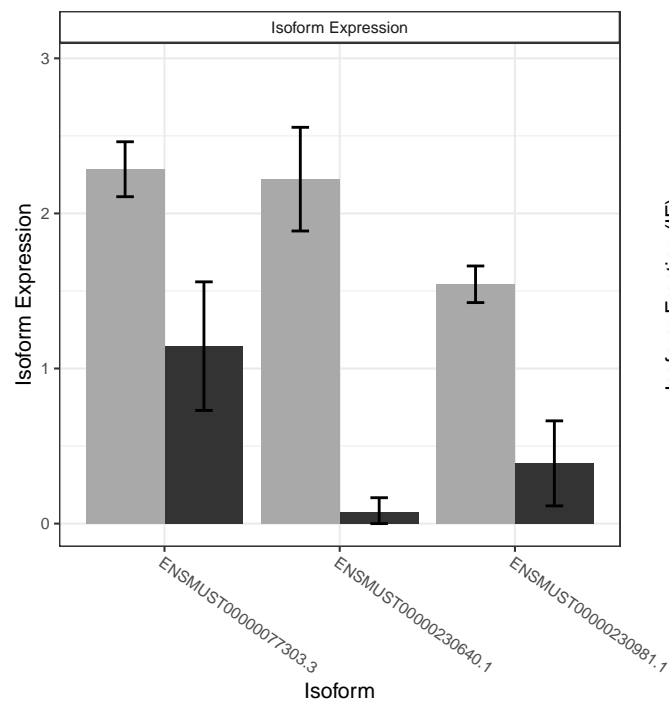 Isoform Expression
3
2
1
0
Isoform Expression
ENSMUST00000077303.3
ENSMUST00000230640.1
ENSMUST00000230981.1
Isoform